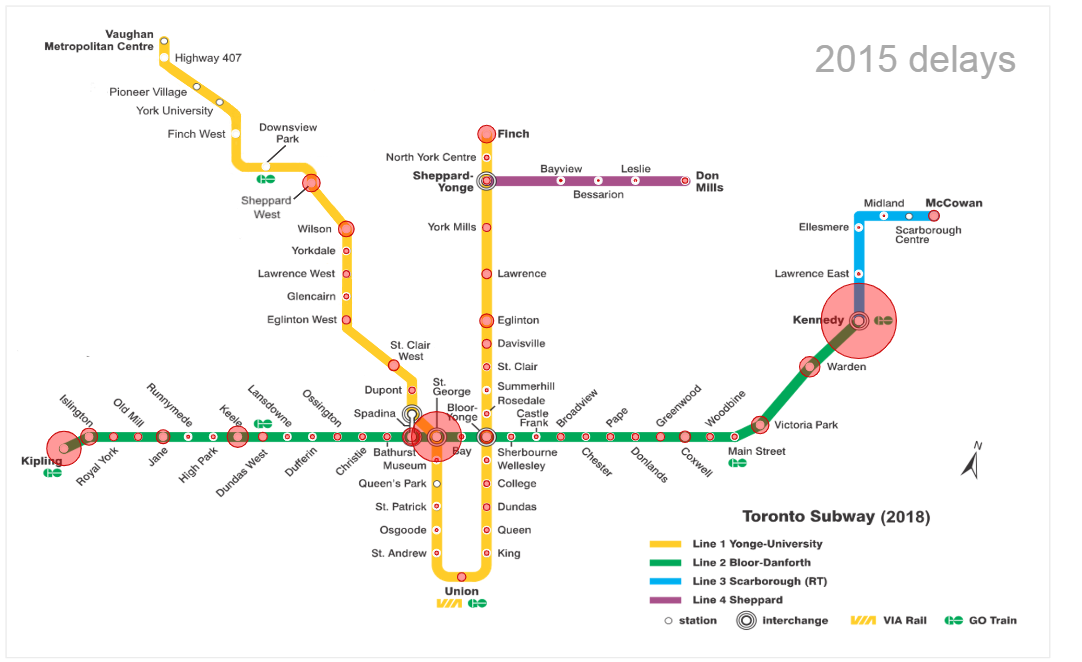 2015 delays
Vaughan
Metropolitan Centre
Highway 407
Pioneer Village
York University
Finch West
Downsview
Park
Sheppard
West
Wilson
Yorkdale
Lawrence West
Glencairn
Eglinton West
St. Clair
West
Dupont
Spadina
St.
George
Bloor-
Yonge
Finch
North York Centre
Sheppard-
Yonge
Bayview
Leslie
Bessarion
Don
Mills
York Mills
Lawrence
Eglinton
Davisville
St. Clair
Summerhill
Rosedale
Castle
Frank
Midland
McCowan
Ellesmere
Scarborough
Centre
Lawrence East
Kennedy
Warden
Victoria Park
Main Street
Kipling
Islington
Royal York
Old Mill
Jane
Runnymede
High Park
Keele
Dundas West
Lansdowne
Dufferin
Ossington
Christie
Bathurst
Museum
Bay
Sherbourne
Wellesley
Broadview
Chester
Pape
Donlands
Greenwood
Coxwell
Woodbine
Queen's Park
College
St. Patrick
Dundas
Osgoode
Queen
St. Andrew
King
Union
VIA
N
Toronto Subway (2018)
Line 1 Yonge-University
Line 2 Bloor-Danforth
Line 3 Scarborough (RT)
Line 4 Sheppard
station
interchange
VIA VIA Rail
GO GO Train